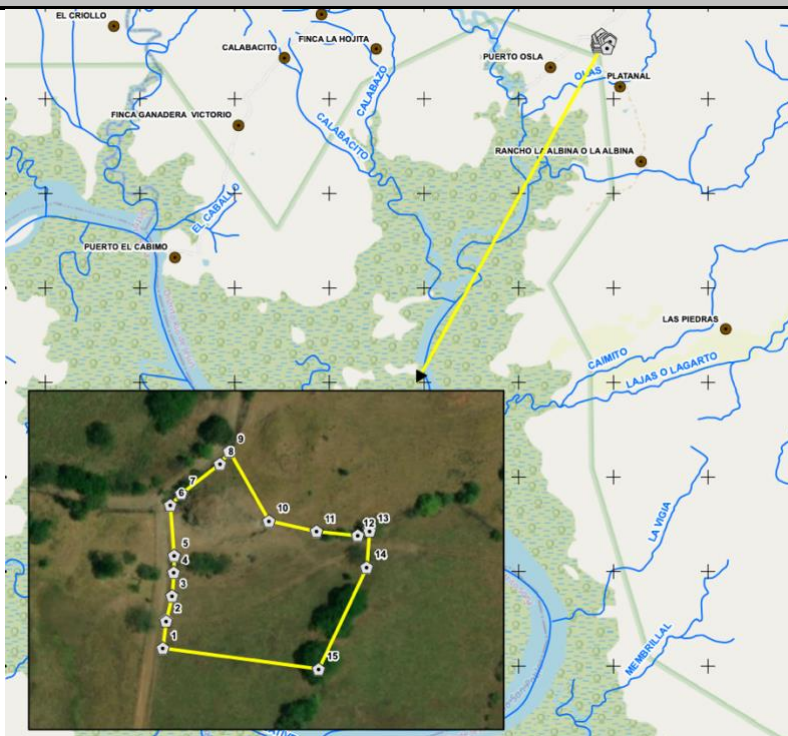 EL CRIOLLO
FINCA LA HOJITA
CALABACITO
PUERTO OSLA
OLAS
PLATANAL
CALABAZO
FINCA GANADERA VICTORIO
CALABACITO
RANCHO LA ALBINA O LA ALBINA
EL CABALLO
PUERTO EL CABIMO
LAS PIEDRAS
CAIMITO
LAJAS O LAGARTO
LA VIGIA
MEMBRILLAL
9
8
7
6
10
11
12
13
5
14
4
3
2
1
15